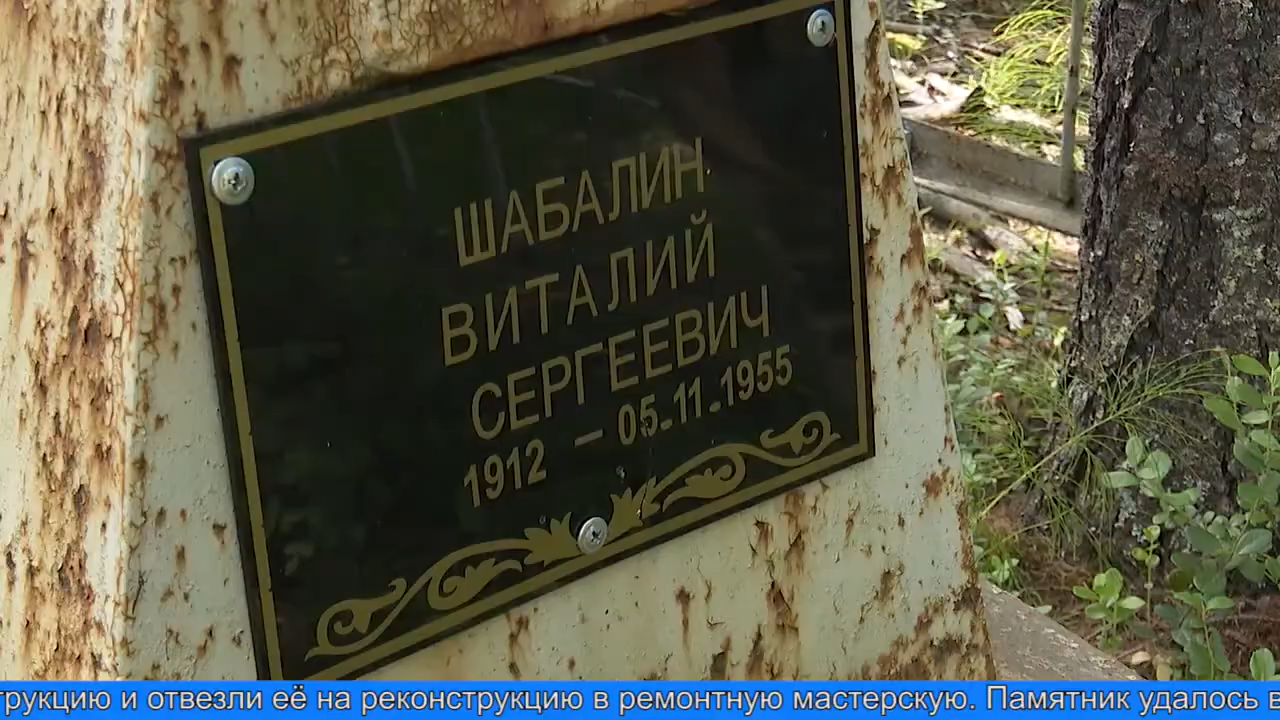 ШАБАЛИН
ВИТАЛИЙ
СЕРГЕЕВИЧ
1912 – 05.11.1955
трукцию и отвезли её на реконструкцию в ремонтную мастерскую. Памятник удалось в